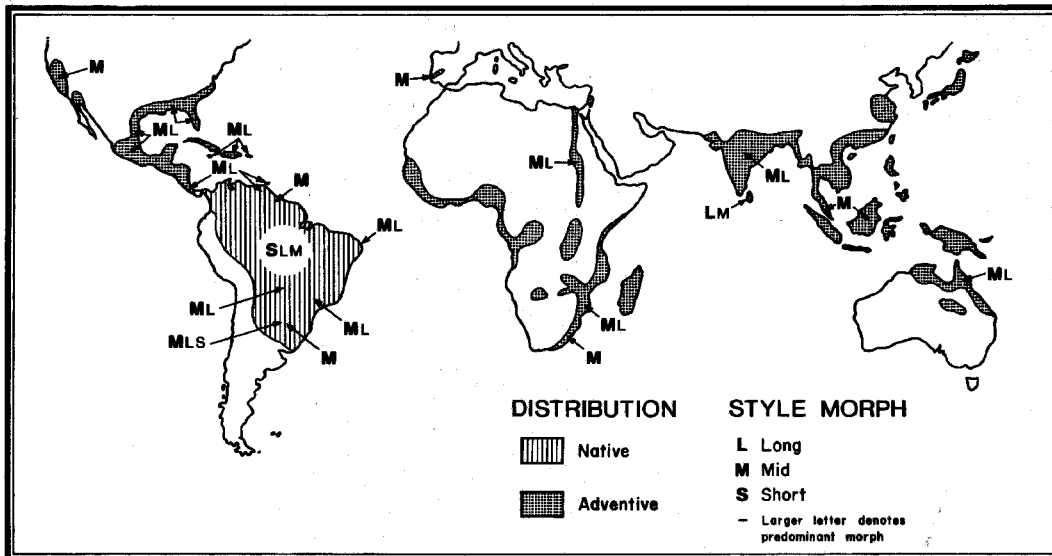 M
M
ML
ML
ML
M
ML
SLM
ML
ML
MLS
M
ML
ML
M
ML
LM
M
ML
DISTRIBUTION
Native
Adventive
STYLE MORPH
L Long
M Mid
S Short
– Larger letter denotes
predominant morph